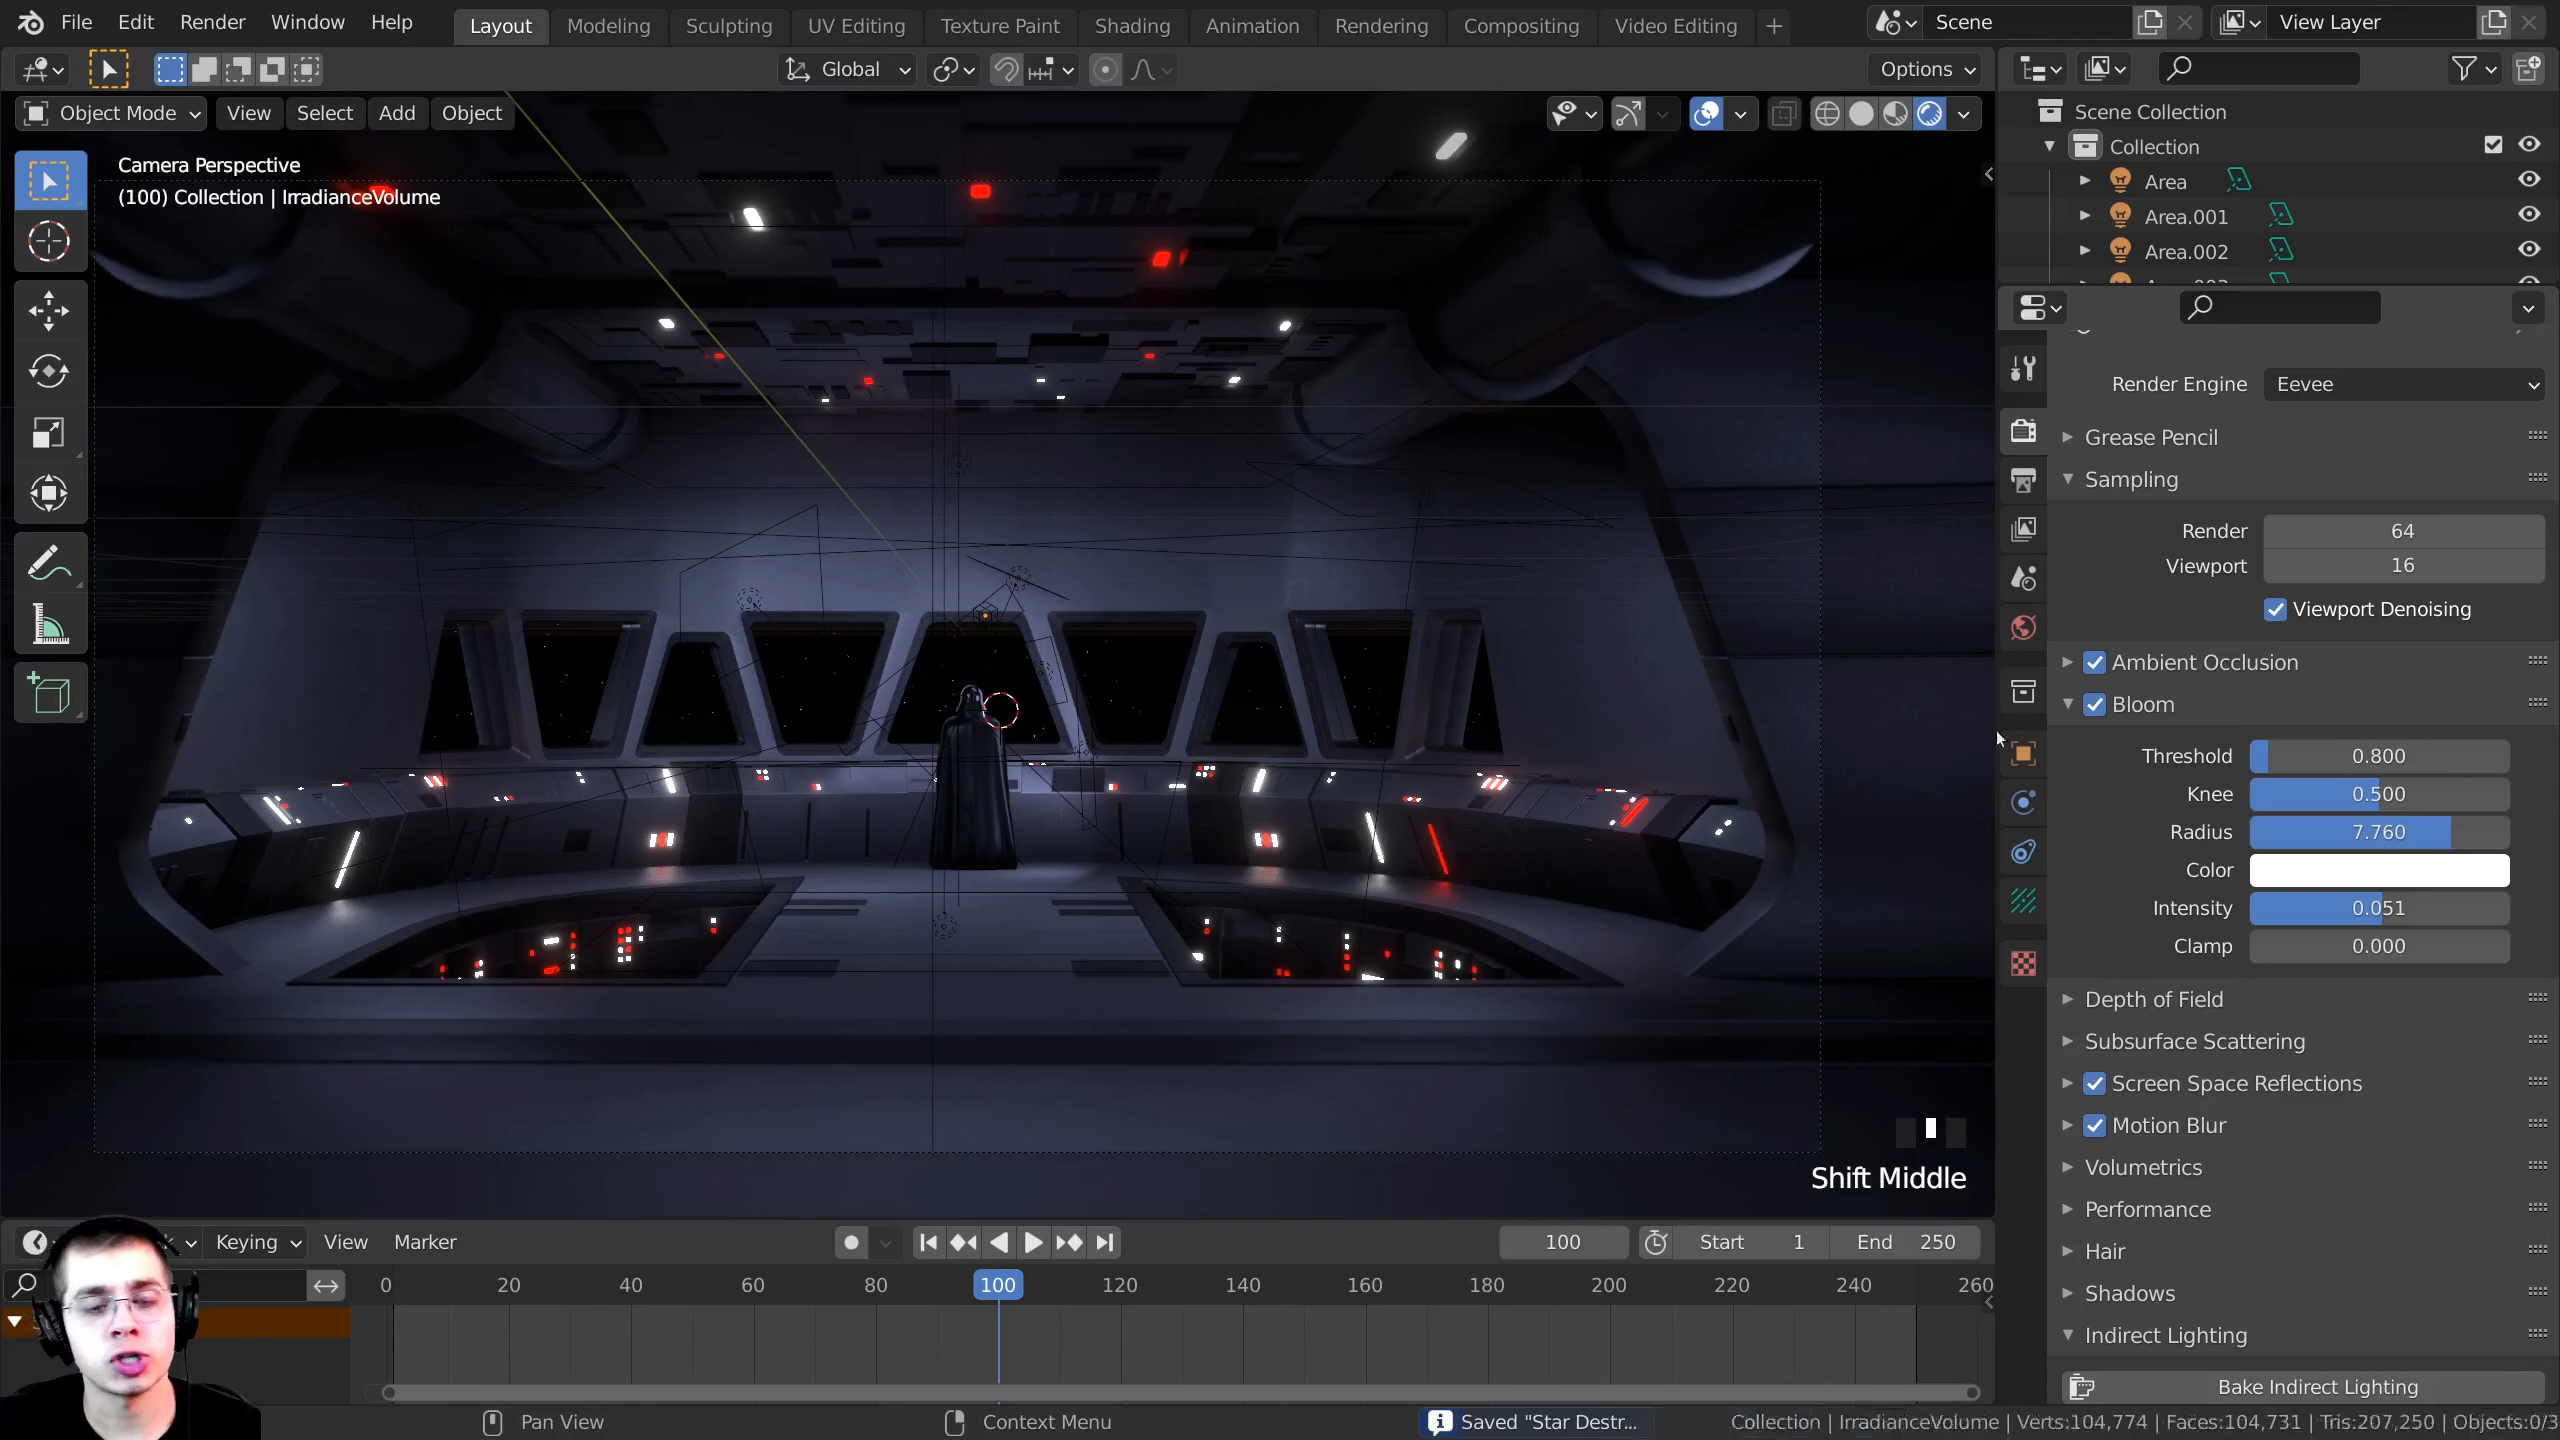 File Edit Render Window Help Layout Modeling Sculpting UV Editing Texture Paint Shading Animation Rendering Compositing Video Editing + Scene View Layer
Global Options
Object Mode View Select Add Object
Scene Collection
Collection
Camera Perspective
(100) Collection | IrradianceVolume
Area
Area.001
Area.002
Render Engine Eevee
Grease Pencil
Sampling
Render 64
Viewport 16
Viewport Denoising
Ambient Occlusion
Bloom
Threshold 0.800
Knee 0.500
Radius 7.760
Color
Intensity 0.051
Clamp 0.000
Depth of Field
Subsurface Scattering
Screen Space Reflections
Motion Blur
Volumetrics
Performance
Hair
Shadows
Indirect Lighting
Bake Indirect Lighting
Shift Middle
Keying View Marker 100 Start 1 End 250
0 20 40 60 80 100 120 140 160 180 200 220 240 260
Pan View Context Menu Saved "Star Destr... Collection | IrradianceVolume | Verts:104,774 | Faces:104,731 | Tris:207,250 | Objects:0/3